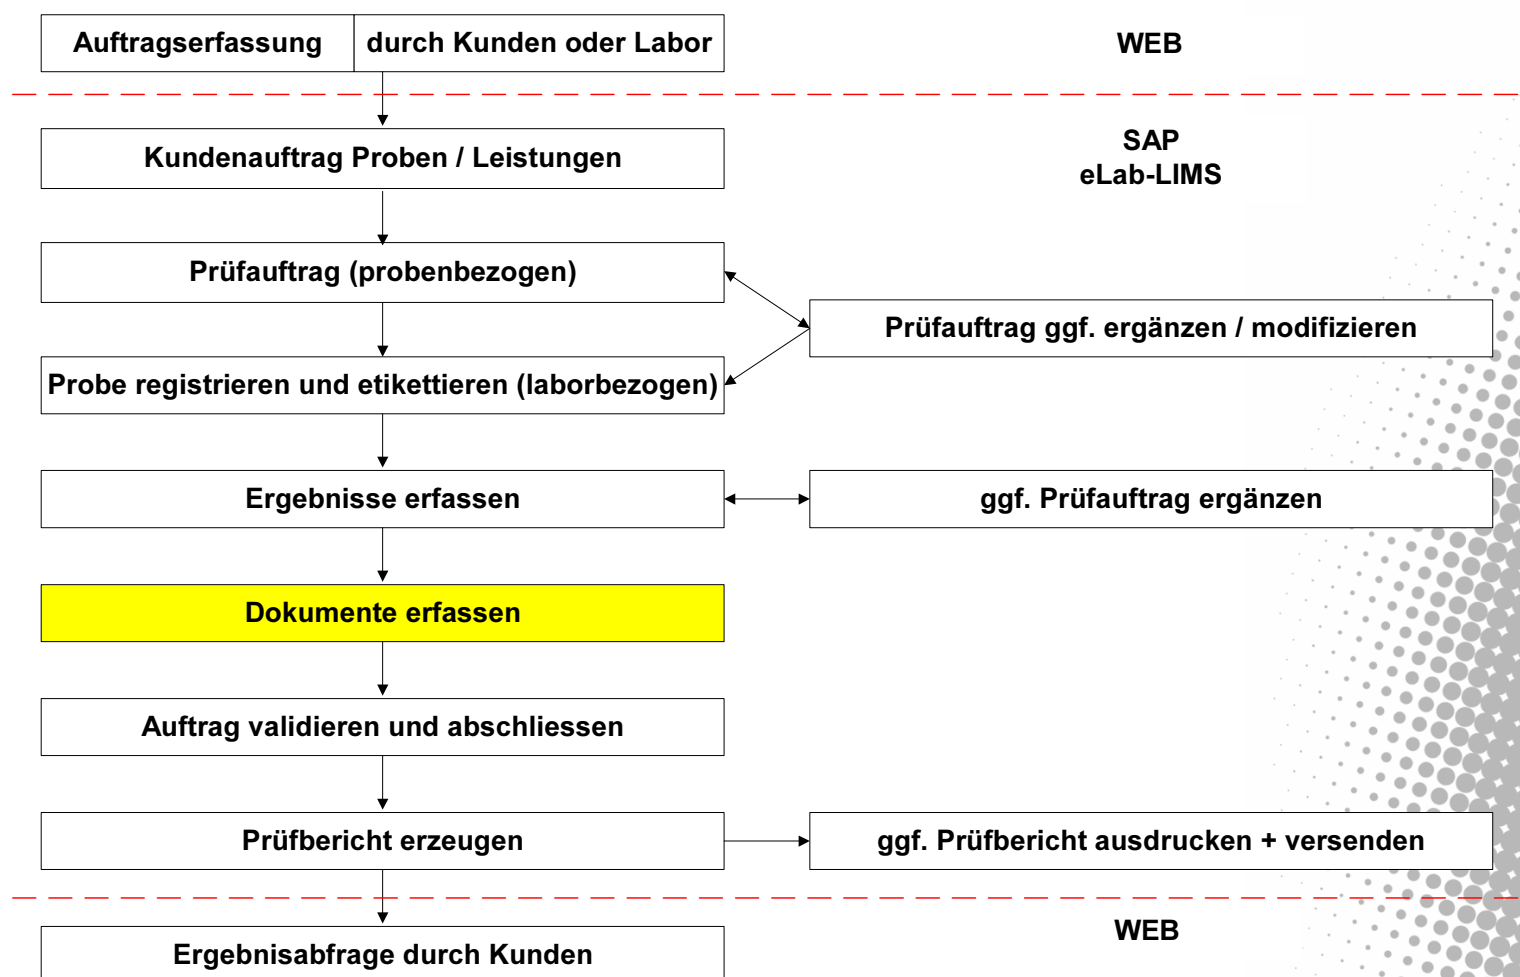 Auftragserfassung durch Kunden oder Labor
WEB
Kundenauftrag Proben / Leistungen
SAP
eLab-LIMS
Prüfauftrag (probenbezogen)
Prüfauftrag ggf. ergänzen / modifizieren
Probe registrieren und etikettieren (laborbezogen)
Ergebnisse erfassen
ggf. Prüfauftrag ergänzen
Dokumente erfassen
Auftrag validieren und abschliessen
Prüfbericht erzeugen
ggf. Prüfbericht ausdrucken + versenden
WEB
Ergebnisabfrage durch Kunden